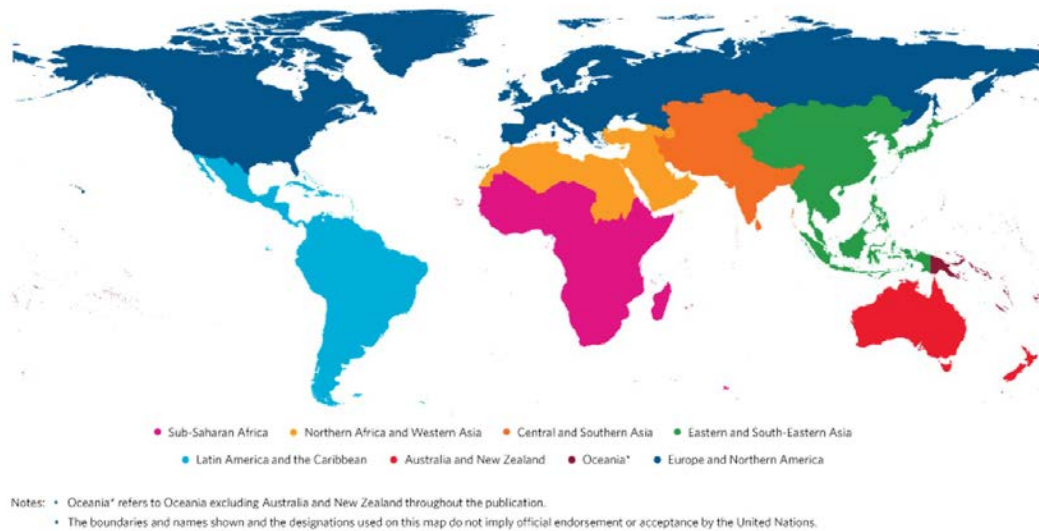 Sub-Saharan Africa Northern Africa and Western Asia Central and Southern Asia Eastern and South-Eastern Asia
Latin America and the Caribbean Australia and New Zealand Oceania* Europe and Northern America
Notes: • Oceania* refers to Oceania excluding Australia and New Zealand throughout the publication.
• The boundaries and names shown and the designations used on this map do not imply official endorsement or acceptance by the United Nations.